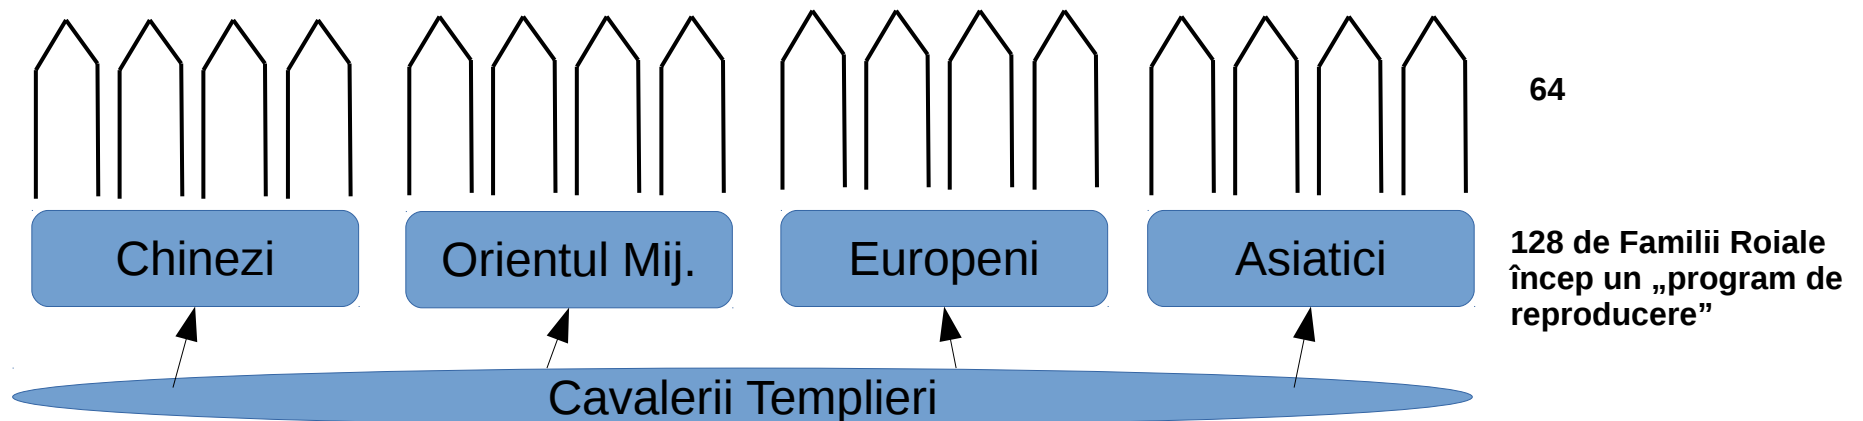 64
Chinezi
Orientul Mij.
Europeni
Asiatici
128 de Familii Roiale
încep un „program de
reproducere”
Cavalerii Templieri